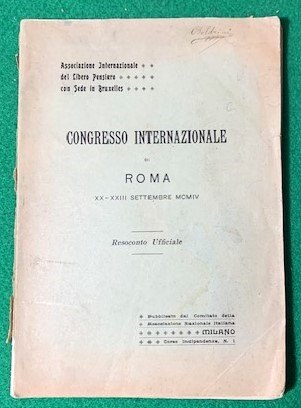 Associazione Internazionale
del Libero Pensiero
con Sede in Bruxelles
CONGRESSO INTERNAZIONALE
DI
ROMA
XX-XXIII SETTEMBRE MCMIV
Resoconto Ufficiale
Pubblicato dal Comitato della
Associazione Nazionale Italiana
MILANO
Corso Indipendenza, N. 1